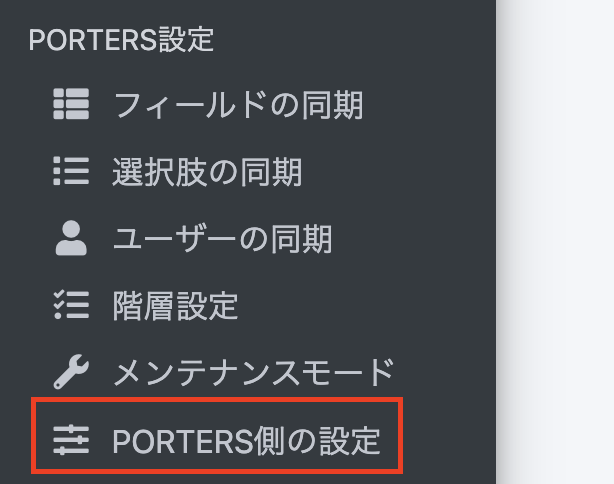 PORTERS設定
フィールドの同期
選択肢の同期
ユーザーの同期
階層設定
メンテナンスモード
PORTERS側の設定